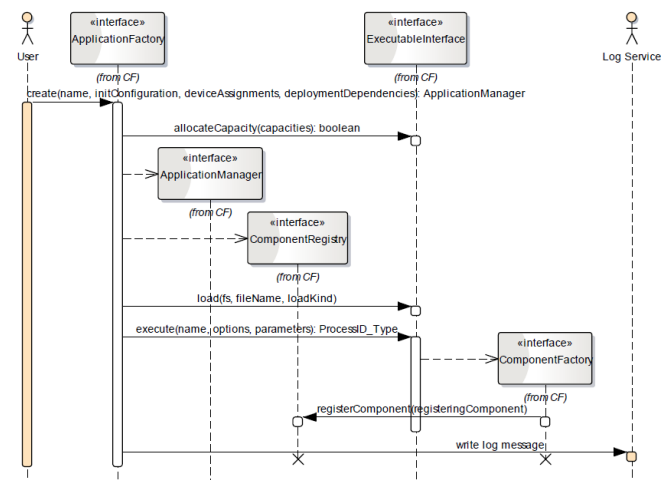 «interface»
ApplicationFactory
«interface»
ExecutableInterface
User
Log Service
(from CF)
(from CF)
create(name, initConfiguration, deviceAssignments, deploymentDependencies): ApplicationManager
allocateCapacity(capacities): boolean
«interface»
ApplicationManager
(from CF)
«interface»
ComponentRegistry
(from CF)
load(fs, fileName, loadKind)
execute(name, options, parameters): ProcessID_Type
«interface»
ComponentFactory
(from CF)
registerComponent(registeringComponent)
write log message